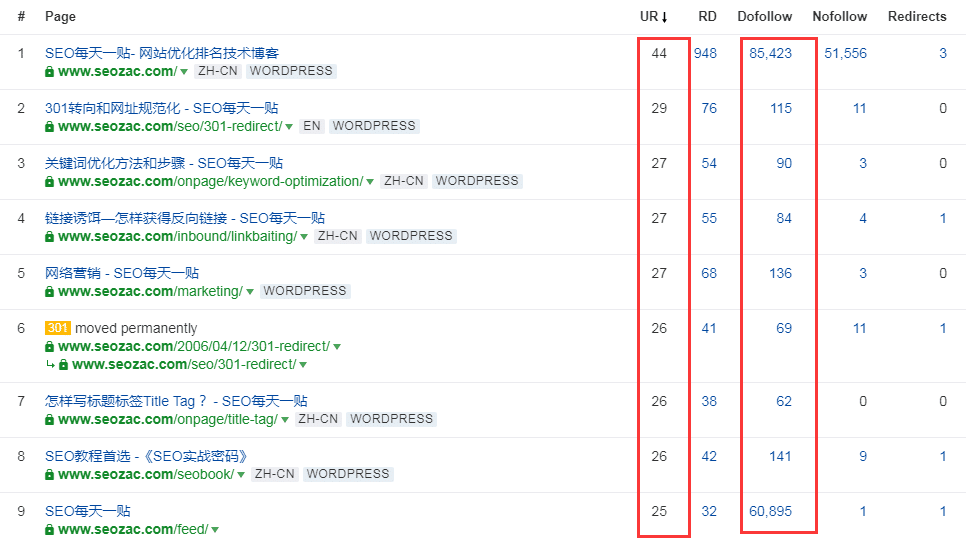 # Page UR RD Dofollow Nofollow Redirects
1 SEO每天一贴- 网站优化排名技术博客 44 948 85,423 51,556 3
www.seozac.com/ ZH-CN WORDPRESS
2 301转向和网址规范化 - SEO每天一贴 29 76 115 11 0
www.seozac.com/seo/301-redirect/ EN WORDPRESS
3 关键词优化方法和步骤 - SEO每天一贴 27 54 90 3 0
www.seozac.com/onpage/keyword-optimization/ ZH-CN WORDPRESS
4 链接诱饵—怎样获得反向链接 - SEO每天一贴 27 55 84 4 1
www.seozac.com/inbound/linkbaiting/ ZH-CN WORDPRESS
5 网络营销 - SEO每天一贴 27 68 136 3 0
www.seozac.com/marketing/ WORDPRESS
6 301 moved permanently 26 41 69 11 1
www.seozac.com/2006/04/12/301-redirect/
www.seozac.com/seo/301-redirect/
7 怎样写标题标签Title Tag？ - SEO每天一贴 26 38 62 0 0
www.seozac.com/onpage/title-tag/ ZH-CN WORDPRESS
8 SEO教程首选 -《SEO实战密码》 26 42 141 9 1
www.seozac.com/seobook/ ZH-CN WORDPRESS
9 SEO每天一贴 25 32 60,895 1 1
www.seozac.com/feed/